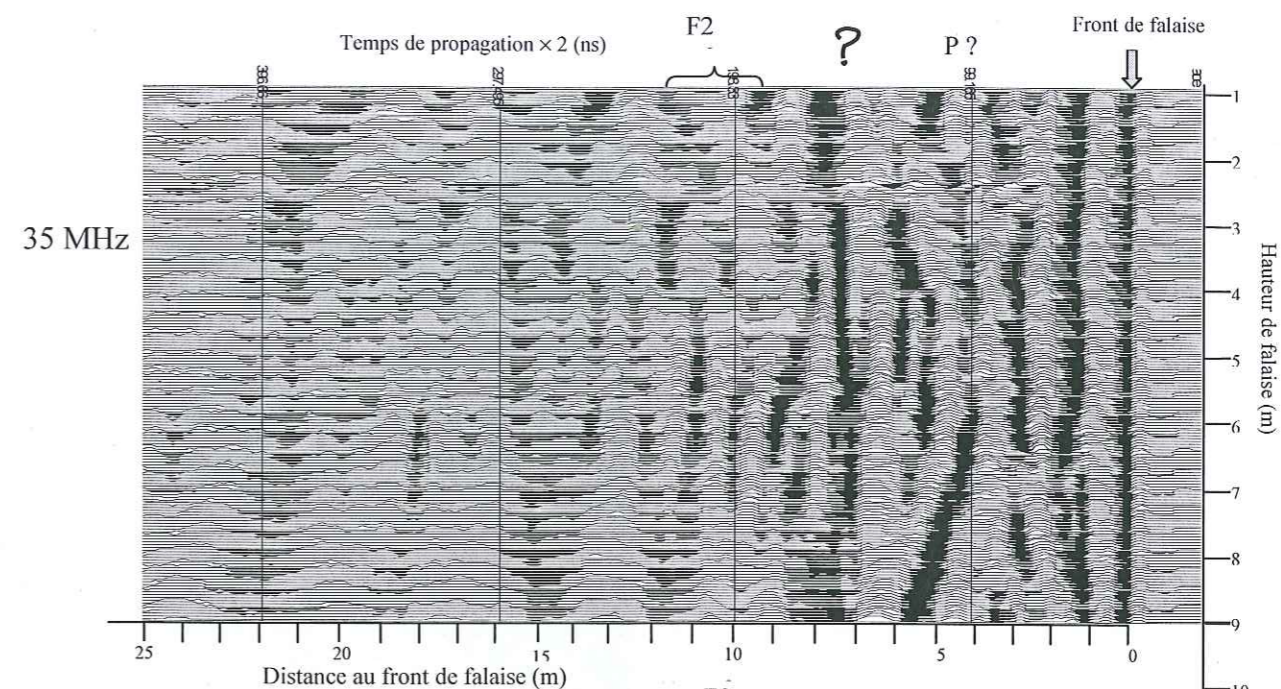 F2
Front de falaise
Temps de propagation × 2 (ns)
?
P ?
1
2
3
4
5
6
7
8
9
10
35 MHz
Hauteur de falaise (m)
25
20
15
10
5
0
Distance au front de falaise (m)